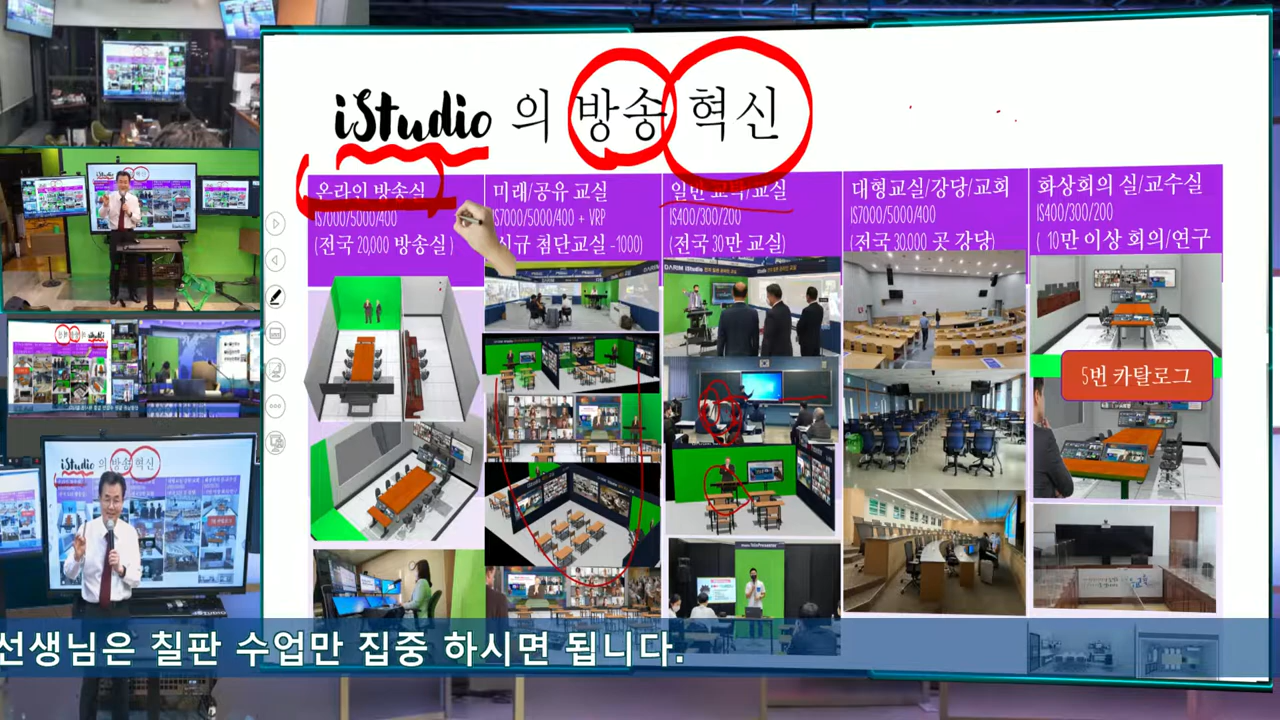 iStudio 의 방송 혁신
온라인 방송실
IS7000/5000/400
(전국 20,000 방송실 )
미래/공유 교실
IS7000/5000/400 + VRP
신규 첨단교실 -1000)
일반 교육/교실
IS400/300/200
(전국 30만 교실)
대형교실/강당/교회
IS7000/5000/400
(전국 30,000 곳 강당)
화상회의 실/교수실
IS400/300/200
( 10만 이상 회의/연구
5번 카탈로그
선생님은 칠판 수업만 집중 하시면 됩니다.